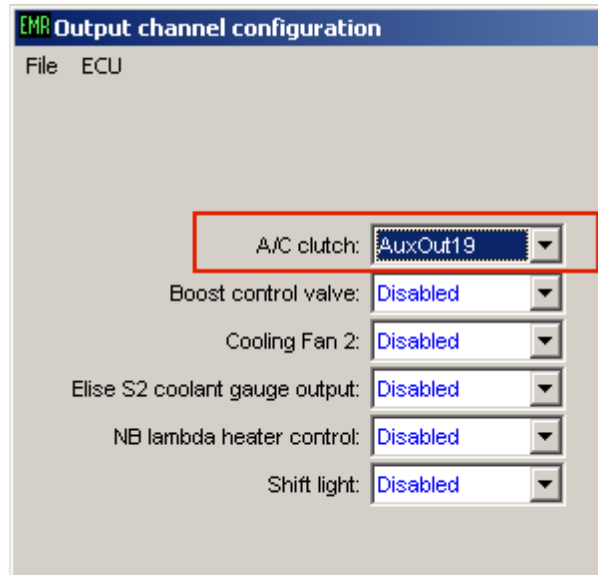 EMR Output channel configuration
File ECU
A/C clutch: AuxOut19
Boost control valve: Disabled
Cooling Fan 2: Disabled
Elise S2 coolant gauge output: Disabled
NB lambda heater control: Disabled
Shift light: Disabled